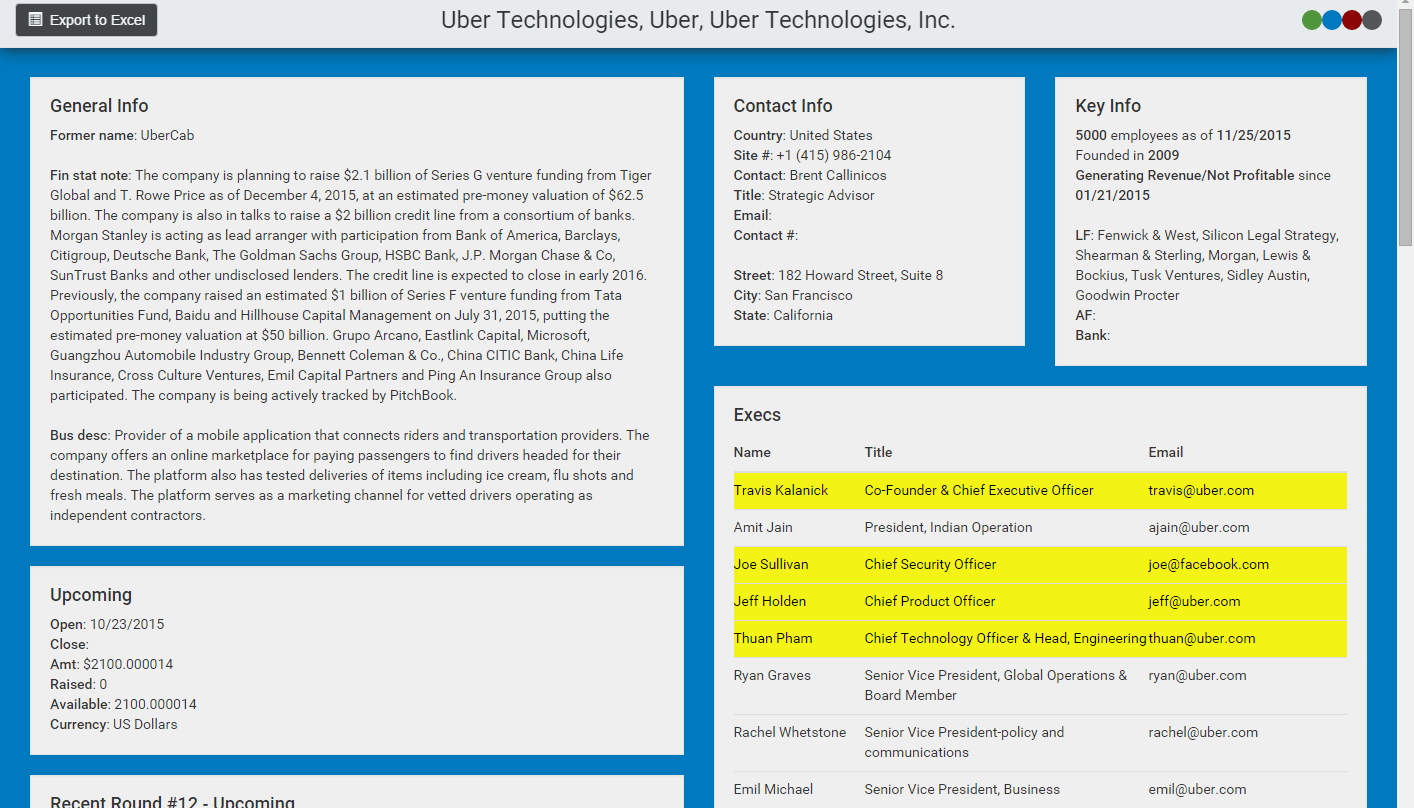 Export to Excel
Uber Technologies, Uber, Uber Technologies, Inc.
General Info
Former name: UberCab
Fin stat note: The company is planning to raise $2.1 billion of Series G venture funding from Tiger
Global and T. Rowe Price as of December 4, 2015, at an estimated pre-money valuation of $62.5
billion. The company is also in talks to raise a $2 billion credit line from a consortium of banks.
Morgan Stanley is acting as lead arranger with participation from Bank of America, Barclays,
Citigroup, Deutsche Bank, The Goldman Sachs Group, HSBC Bank, J.P. Morgan Chase & Co,
SunTrust Banks and other undisclosed lenders. The credit line is expected to close in early 2016.
Previously, the company raised an estimated $1 billion of Series F venture funding from Tata
Opportunities Fund, Baidu and Hillhouse Capital Management on July 31, 2015, putting the
estimated pre-money valuation at $50 billion. Grupo Arcano, Eastlink Capital, Microsoft,
Guangzhou Automobile Industry Group, Bennett Coleman & Co., China CITIC Bank, China Life
Insurance, Cross Culture Ventures, Emil Capital Partners and Ping An Insurance Group also
participated. The company is being actively tracked by PitchBook.
Bus desc: Provider of a mobile application that connects riders and transportation providers. The
company offers an online marketplace for paying passengers to find drivers headed for their
destination. The platform also has tested deliveries of items including ice cream, flu shots and
fresh meals. The platform serves as a marketing channel for vetted drivers operating as
independent contractors.
Upcoming
Open: 10/23/2015
Close:
Amt: $2100.000014
Raised: 0
Available: 2100.000014
Currency: US Dollars
Recent Round #12 - Upcoming
Contact Info
Country: United States
Site #: +1 (415) 986-2104
Contact: Brent Callinicos
Title: Strategic Advisor
Email:
Contact #:
Street: 182 Howard Street, Suite 8
City: San Francisco
State: California
Key Info
5000 employees as of 11/25/2015
Founded in 2009
Generating Revenue/Not Profitable since
01/21/2015
LF: Fenwick & West, Silicon Legal Strategy,
Shearman & Sterling, Morgan, Lewis &
Bockius, Tusk Ventures, Sidley Austin,
Goodwin Procter
AF:
Bank:
Execs
Name Title Email
Travis Kalanick Co-Founder & Chief Executive Officer travis@uber.com
Amit Jain President, Indian Operation ajain@uber.com
Joe Sullivan Chief Security Officer joe@facebook.com
Jeff Holden Chief Product Officer jeff@uber.com
Thuan Pham Chief Technology Officer & Head, Engineering thuan@uber.com
Ryan Graves Senior Vice President, Global Operations & ryan@uber.com
Board Member
Rachel Whetstone Senior Vice President-policy and rachel@uber.com
communications
Emil Michael Senior Vice President, Business emil@uber.com